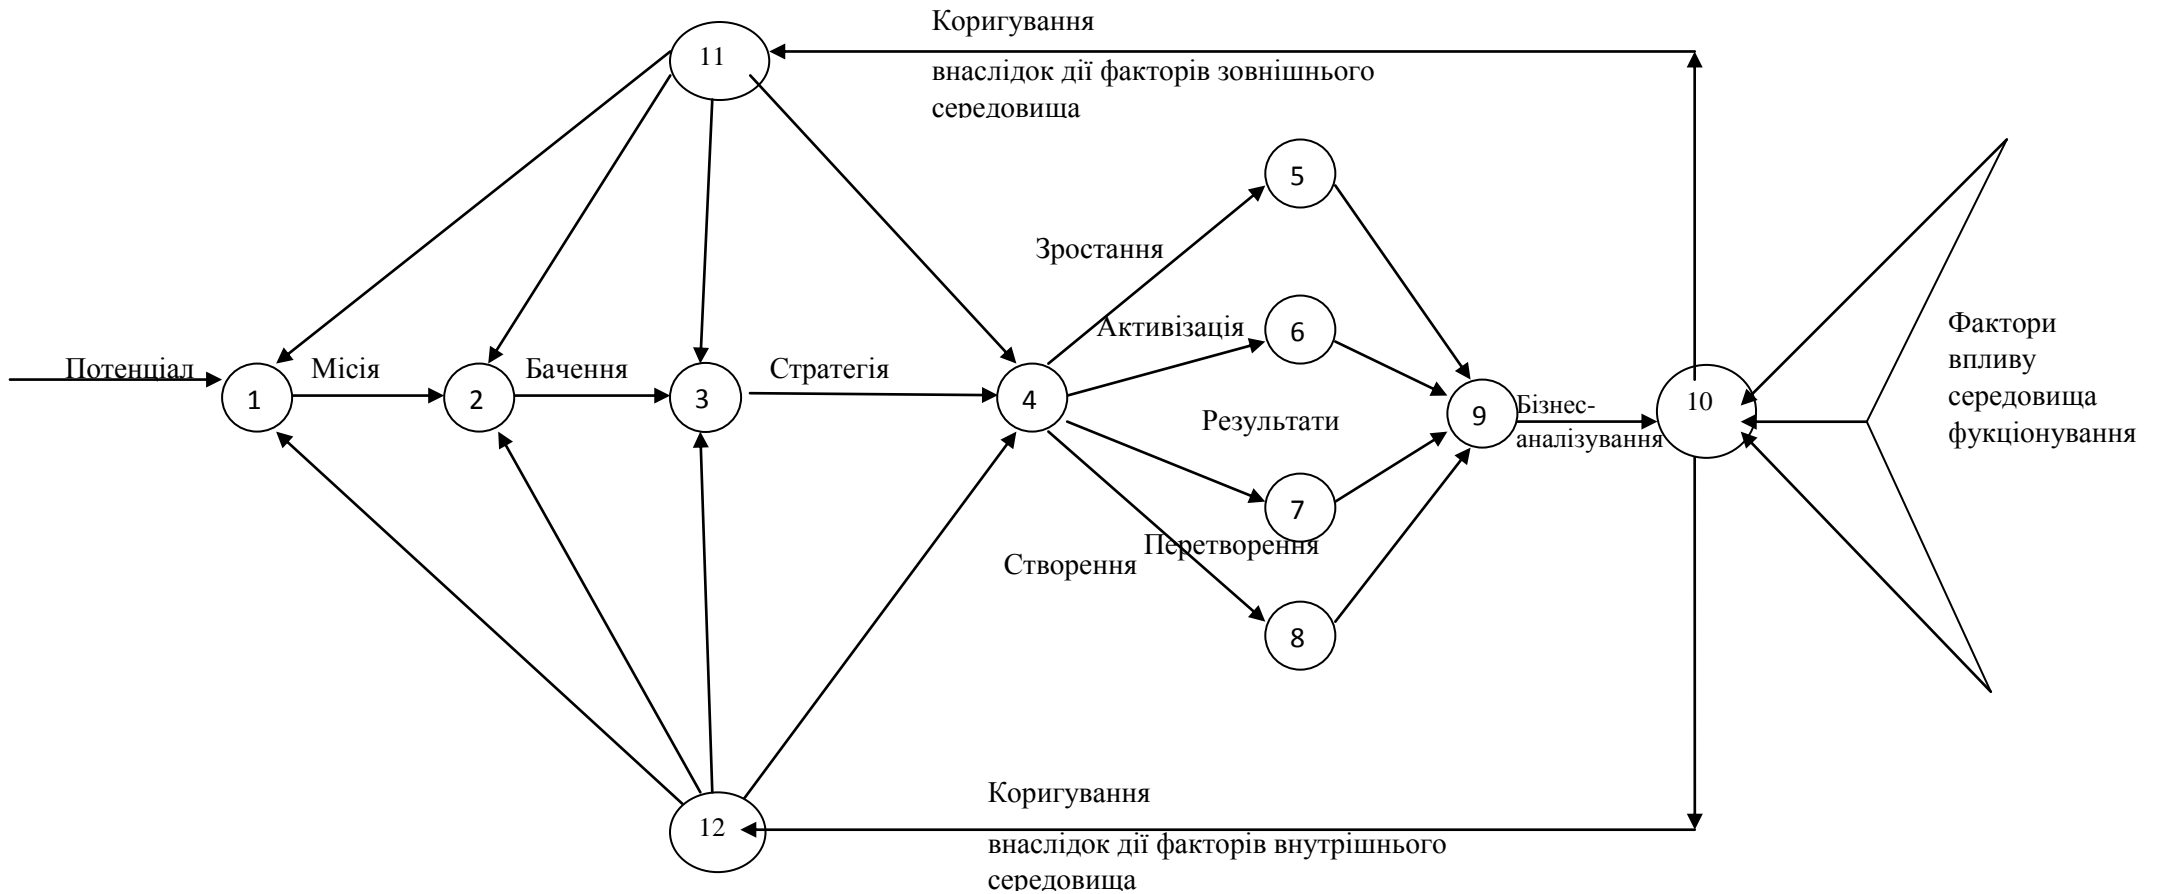 Коригування
11
внаслідок дії факторів зовнішнього
середовища
5
Зростання
Активізація
6
Фактори
впливу
середовища
фукціонування
Потенціал
Місія
Бачення
Стратегія
1
2
3
4
Результати
9
Бізнес-
аналізування
10
7
Перетворення
Створення
8
Коригування
12
внаслідок дії факторів внутрішнього
середовища